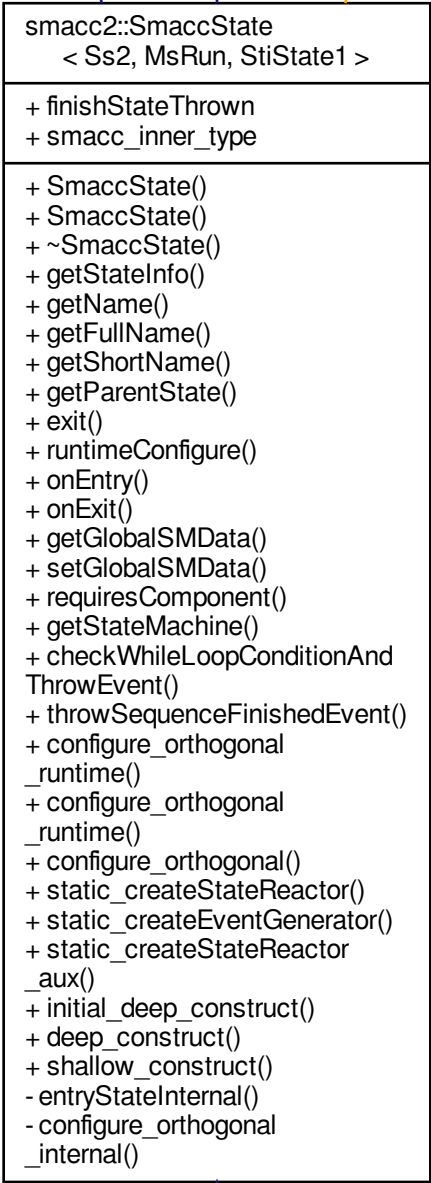 smacc2::SmaccState
< Ss2, MsRun, StiState1 >
+ finishStateThrown
+ smacc_inner_type
+ SmaccState()
+ SmaccState()
+ ~SmaccState()
+ getStateInfo()
+ getName()
+ getFullName()
+ getShortName()
+ getParentState()
+ exit()
+ runtimeConfigure()
+ onEntry()
+ onExit()
+ getGlobalSMData()
+ setGlobalSMData()
+ requiresComponent()
+ getStateMachine()
+ checkWhileLoopConditionAnd
ThrowEvent()
+ throwSequenceFinishedEvent()
+ configure_orthogonal
_runtime()
+ configure_orthogonal
_runtime()
+ configure_orthogonal()
+ static_createStateReactor()
+ static_createEventGenerator()
+ static_createStateReactor
_aux()
+ initial_deep_construct()
+ deep_construct()
+ shallow_construct()
- entryStateInternal()
- configure_orthogonal
_internal()